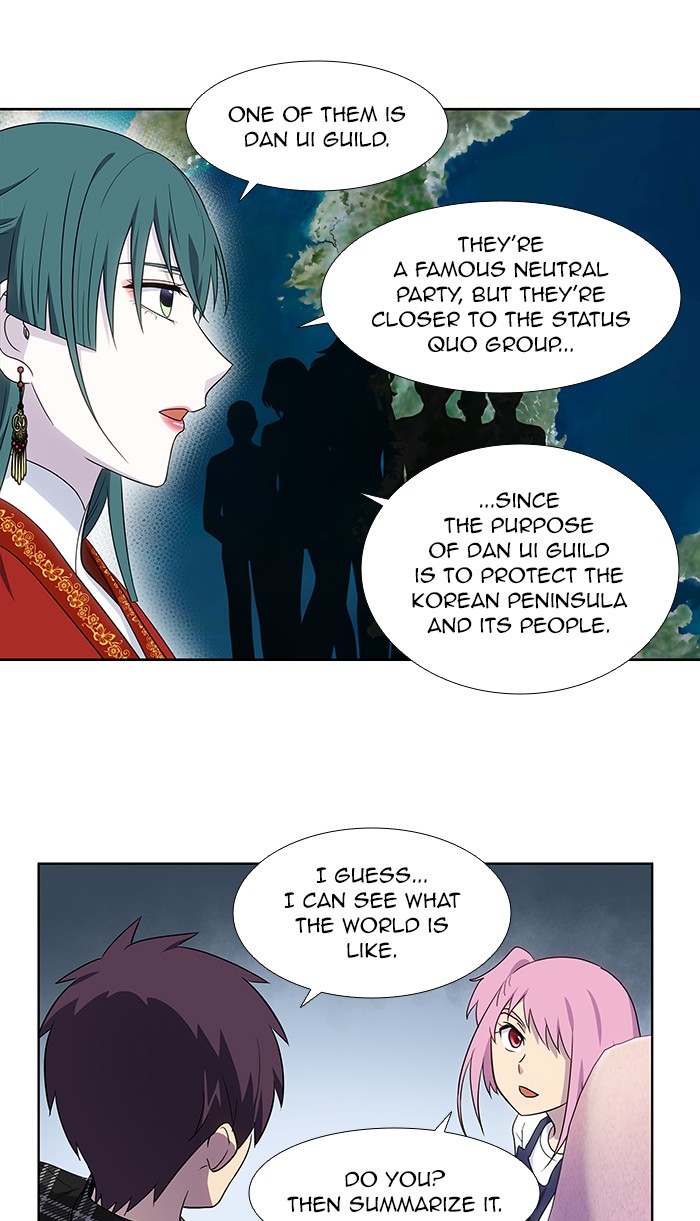 ONE OF THEM IS
DAN UI GUILD.
THEY'RE
A FAMOUS NEUTRAL
PARTY, BUT THEY'RE
CLOSER TO THE STATUS
QUO GROUP...
...SINCE
THE PURPOSE
OF DAN UI GUILD
IS TO PROTECT THE
KOREAN PENINSULA
AND ITS PEOPLE.
I GUESS...
I CAN SEE WHAT
THE WORLD IS
LIKE.
DO YOU?
THEN SUMMARIZE IT.